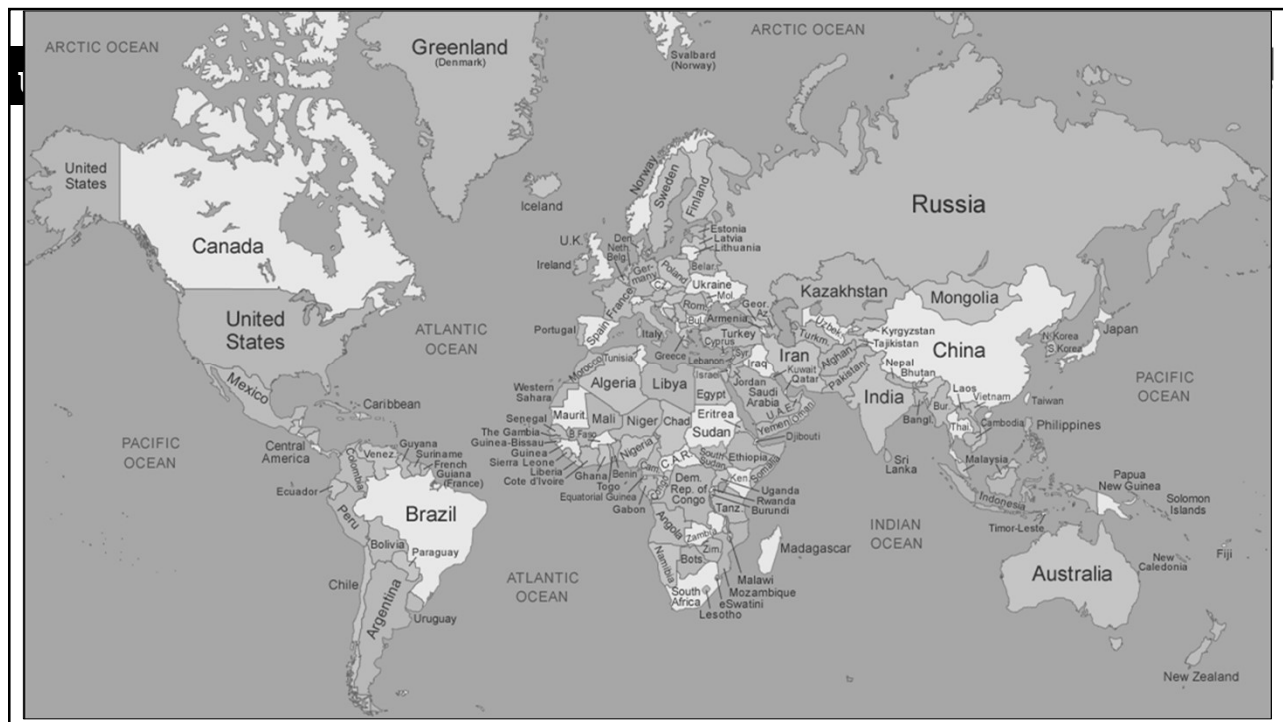 ARCTIC OCEAN
Greenland
(Denmark)
Svalbard
(Norway)
ARCTIC OCEAN
United
States
Canada
Iceland
Norway
Sweden
Finland
Russia
Estonia
Latvia
Lithuania
U.K.
Ireland
Den.
Neth.
Belg.
Ger-
many
Poland
Belar.
Cz.
Ukraine
Mol.
France
Rom.
Bul.
Kazakhstan
Mongolia
United
States
ATLANTIC
OCEAN
Portugal
Spain
Italy
Greece
Geor.
Az.
Armenia
Turkey
Cyprus
Lebanon
Syr.
Israel
Iraq
Iran
Uzbek.
Turkm.
Kyrgyzstan
Tajikistan
Afghan.
Pakistan
China
Nepal
Bhutan
N. Korea
S. Korea
Japan
Mexico
Caribbean
Western
Sahara
Morocco
Tunisia
Algeria
Libya
Egypt
Jordan
Saudi
Arabia
Kuwait
Qatar
U.A.E.
Oman
Yemen
India
Bangl.
Bur.
Laos
Vietnam
Thai.
Cambodia
Taiwan
Philippines
PACIFIC
OCEAN
PACIFIC
OCEAN
Central
America
Senegal
The Gambia
Guinea-Bissau
Guinea
Sierra Leone
Liberia
Cote d'Ivoire
Maurit.
Mali
B.Faso
Niger
Chad
Eritrea
Sudan
Djibouti
Ghana
Togo
Benin
Nigeria
Equatorial Guinea
Cam.
Gabon
Congo
C.A.R.
South
Sudan
Ethiopia
Somalia
Sri
Lanka
Malaysia
Indonesia
Timor-Leste
Papua
New Guinea
Solomon
Islands
Venez.
Guyana
Suriname
French
Guiana
(France)
Colombia
Ecuador
Peru
Brazil
Bolivia
Paraguay
Chile
Argentina
Uruguay
ATLANTIC
OCEAN
Dem.
Rep. of
Congo
Ken.
Uganda
Rwanda
Burundi
Tanz.
Angola
Zambia
Zim.
Namibia
Bots.
South
Africa
Malawi
Mozambique
eSwatini
Lesotho
Madagascar
INDIAN
OCEAN
Australia
New
Caledonia
Fiji
New Zealand